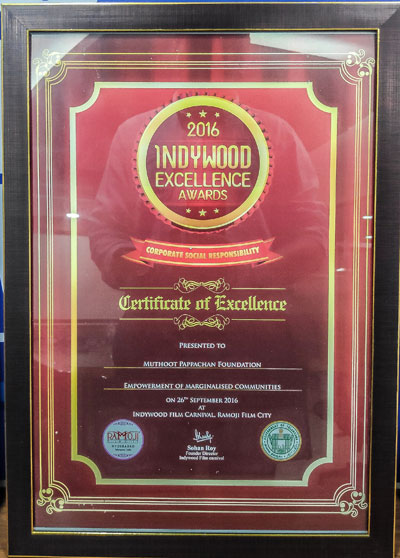 2016
INDYWOOD
EXCELLENCE
AWARDS
CORPORATE SOCIAL RESPONSIBILITY
Certificate of Excellence
PRESENTED TO
MUTHOOT PAPPACHAN FOUNDATION
EMPOWERMENT OF MARGINALISED COMMUNITIES
ON 26TH SEPTEMBER 2016
AT
INDYWOOD FILM CARNIVAL, RAMOJI FILM CITY
RAMOJI
Sohan Roy
Founder Director
Indywood Film carnival